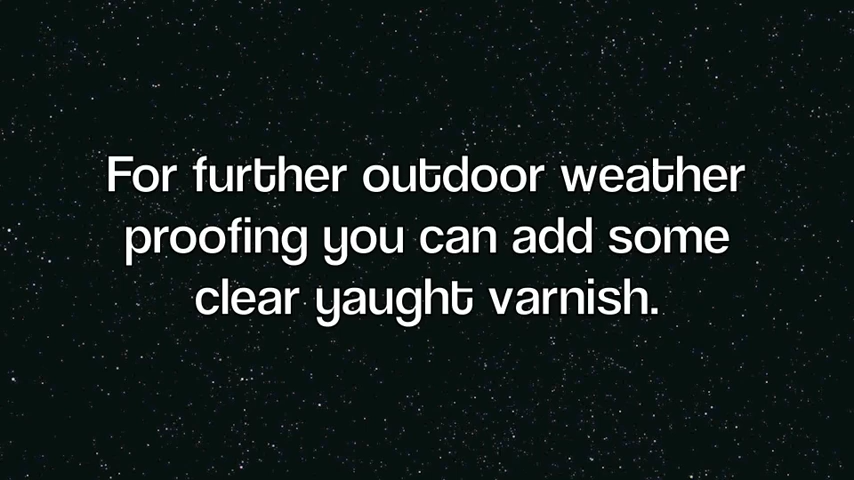 For further outdoor weather
proofing you can add some
clear yaught varnish.